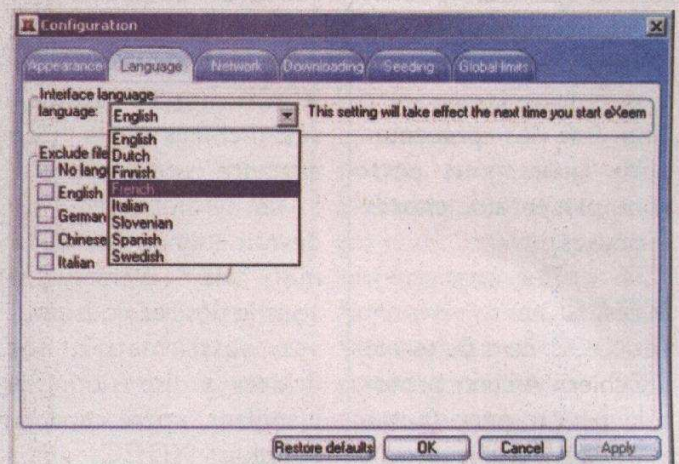 Configuration
Appearance Language Network Downloading Seeding Global limits
Interface language
language: English This setting will take effect the next time you start eXeem
English
Dutch
Finnish
French
Italian
Slovenian
Spanish
Swedish
Exclude file
No lang
English
German
Chinese
Italian
Restore defaults OK Cancel Apply